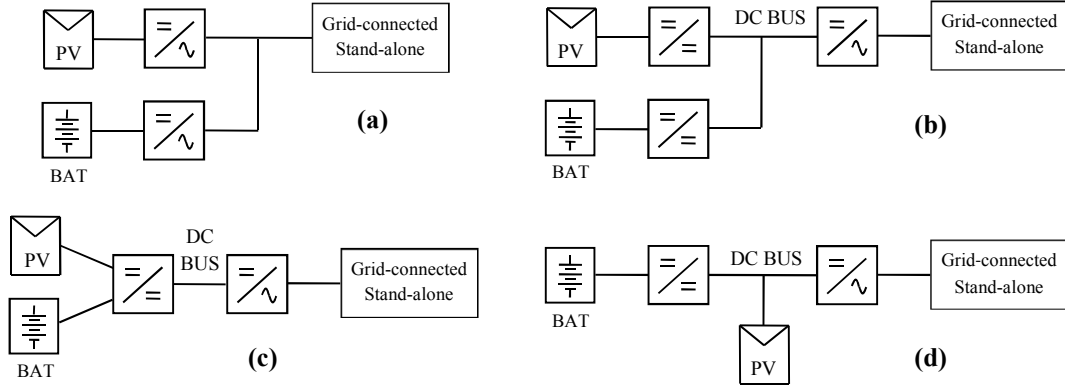 PV
Grid-connected
Stand-alone
BAT
(a)
DC BUS
PV
Grid-connected
Stand-alone
BAT
(b)
PV
DC
BUS
Grid-connected
Stand-alone
BAT
(c)
DC BUS
Grid-connected
Stand-alone
BAT
PV
(d)